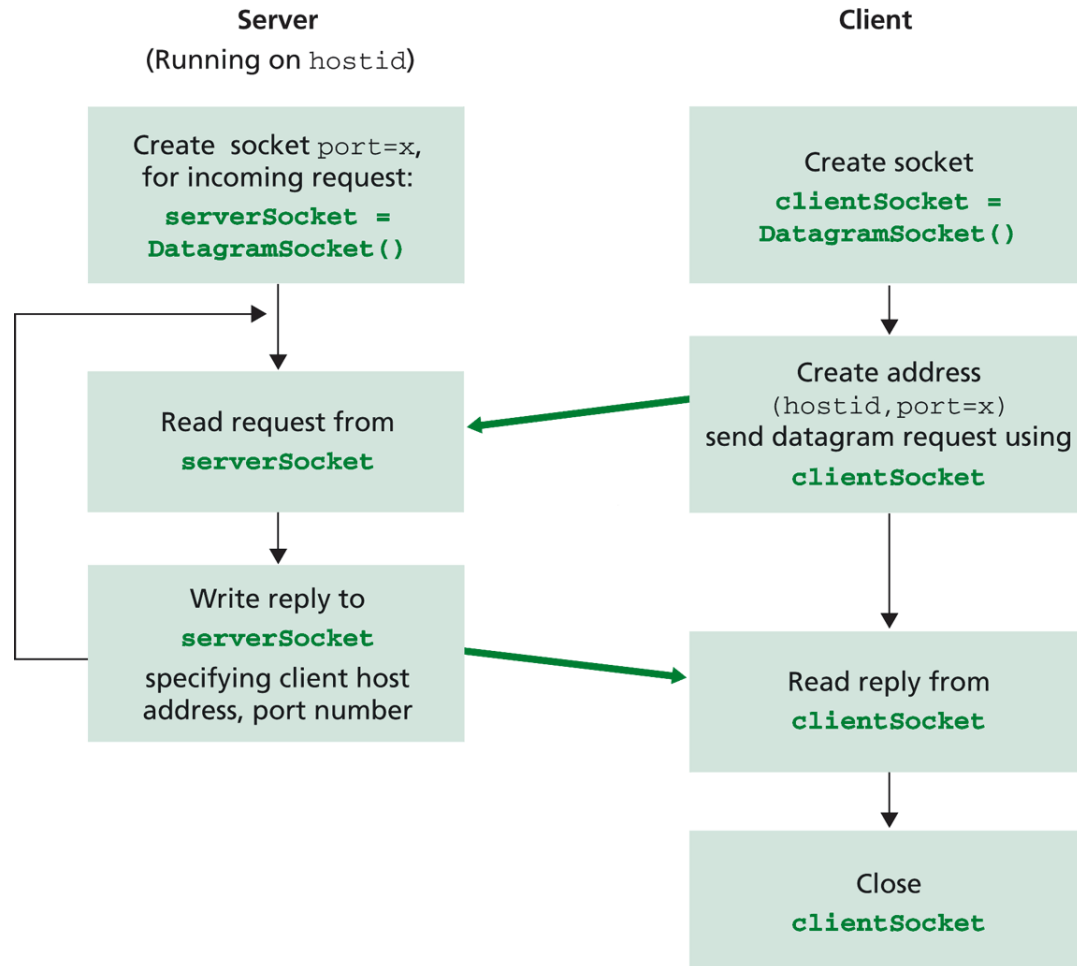 Server
(Running on hostid)
Create socket port=x,
for incoming request:
serverSocket =
DatagramSocket()
Read request from
serverSocket
Write reply to
serverSocket
specifying client host
address, port number
Client
Create socket
clientSocket =
DatagramSocket()
Create address
(hostid,port=x)
send datagram request using
clientSocket
Read reply from
clientSocket
Close
clientSocket